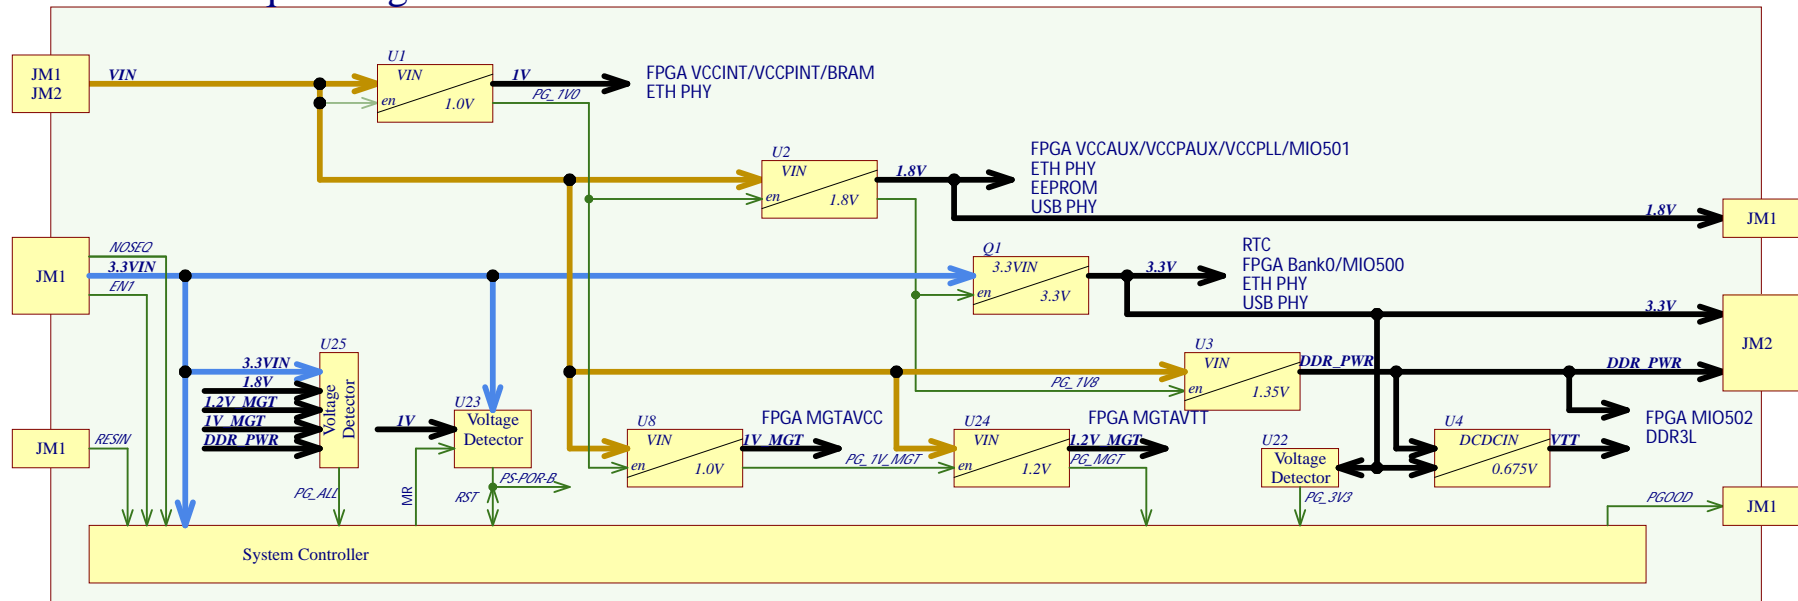 U1
JM1
JM2
VIN
VIN
1V
FPGA VCCINT/VCCPINT/BRAM
ETH PHY
en
1.0V
PG_1V0
U2
VIN
1.8V
FPGA VCCAUX/VCCPAUX/VCCPLL/MIO501
ETH PHY
EEPROM
USB PHY
en
1.8V
1.8V
JM1
NOSEQ
JM1
3.3VIN
EN1
Q1
3.3VIN
3.3V
RTC
FPGA Bank0/MIO500
ETH PHY
USB PHY
en
3.3V
3.3V
JM2
U25
3.3VIN
1.8V
1.2V_MGT
1V_MGT
DDR_PWR
Voltage
Detector
U3
VIN
DDR_PWR
DDR_PWR
PG_1V8
en
1.35V
U23
1V
Voltage
Detector
U8
VIN
FPGA MGTAVCC
1V_MGT
en
1.0V
PG_1V_MGT
U24
VIN
FPGA MGTAVTT
1.2V_MGT
en
1.2V
PG_MGT
U22
Voltage
Detector
U4
DCDCIN
VTT
0.675V
FPGA MIO502
DDR3L
JM1
RESIN
PG_ALL
MR
RST
PS-POR-B
PG_3V3
PGOOD
JM1
System Controller